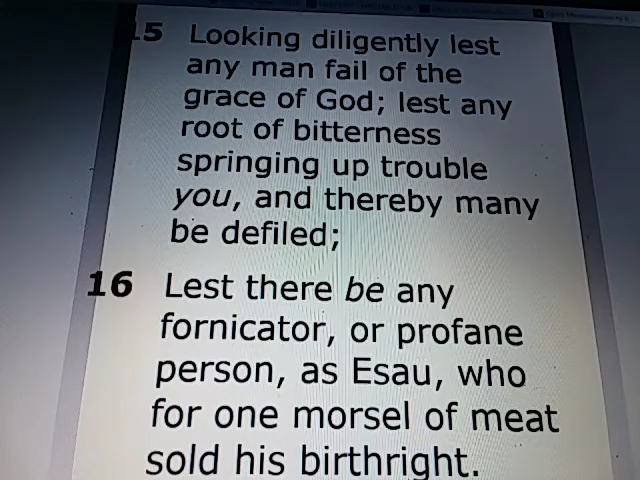 15 Looking diligently lest
any man fail of the
grace of God; lest any
root of bitterness
springing up trouble
you, and thereby many
be defiled;
16 Lest there be any
fornicator, or profane
person, as Esau, who
for one morsel of meat
sold his birthright.